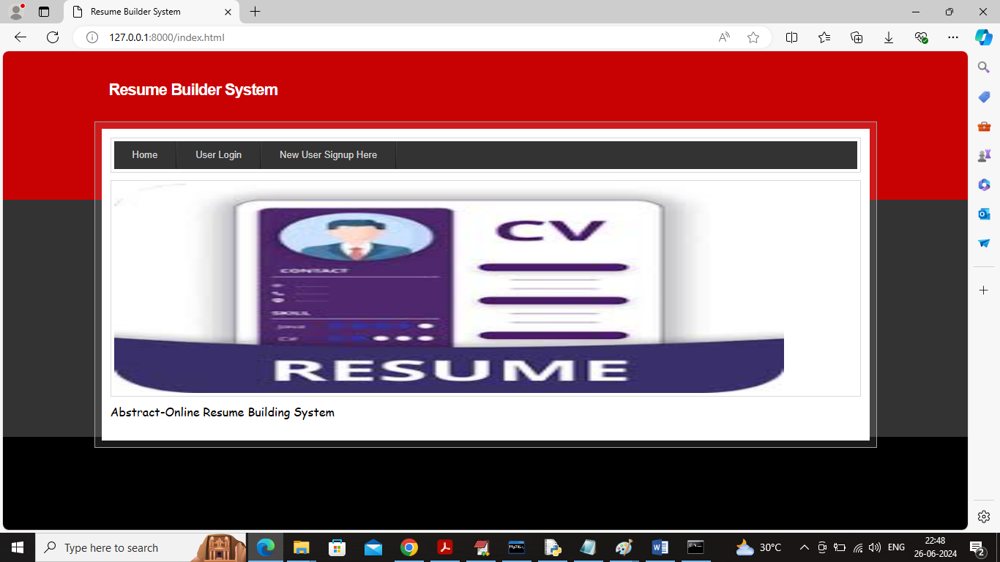 Resume Builder System
127.0.0.1:8000/index.html
Resume Builder System
Home
User Login
New User Signup Here
CV
CONTACT
SKILL
RESUME
Abstract-Online Resume Building System
Type here to search
30°C
ENG
22:48
26-06-2024
2